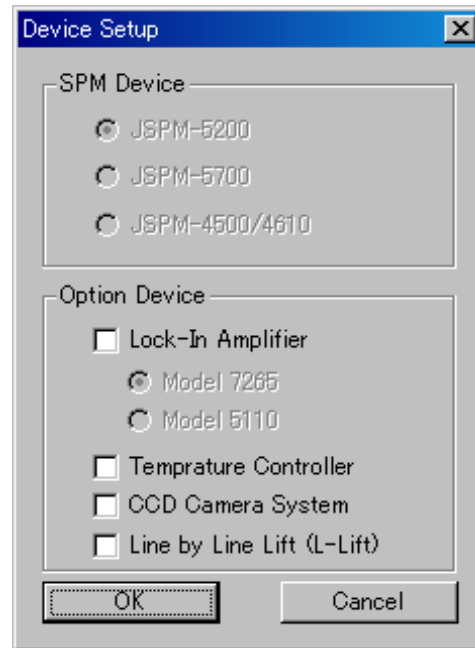 Device Setup
SPM Device
JSPM-5200
JSPM-5700
JSPM-4500/4610
Option Device
Lock-In Amplifier
Model 7265
Model 5110
Temprature Controller
CCD Camera System
Line by Line Lift (L-Lift)
OK Cancel